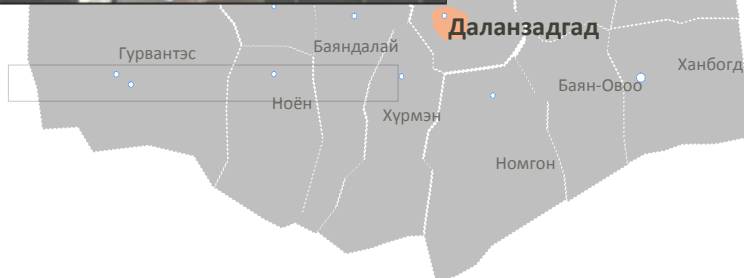 Даланзадгад
Баяндалай
Гурвантэс
Ханбогд
Баян-Овоо
Ноён
Хүрмэн
Номгон